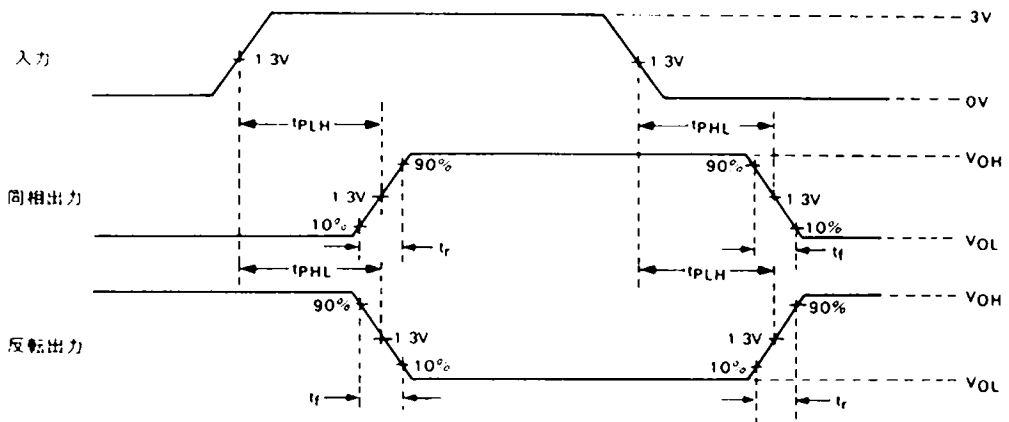 3V
入力
1 3V
1 3V
0V
tPLH
tPHL
90%
90%
VOH
同相出力
1 3V
1 3V
10%
10%
VOL
tr
tf
tPHL
tPLH
90%
90%
VOH
反転出力
1 3V
1 3V
10%
10%
VOL
tf
tr